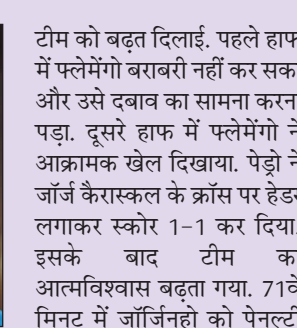 टीम को बढ़त दिलाई. पहले हाफ
में फ्लेमेंगो बराबरी नहीं कर सक
और उसे दबाव का सामना करन
पड़ा. दूसरे हाफ में फ्लेमेंगो ने
आक्रामक खेल दिखाया. पेड्रो ने
जॉर्ज कैरास्कल के क्रॉस पर हेडर
लगाकर स्कोर 1-1 कर दिया.
इसके बाद टीम का
आत्मविश्वास बढ़ता गया. 71वे
मिनट में जॉर्जिनहो को पेनल्टी